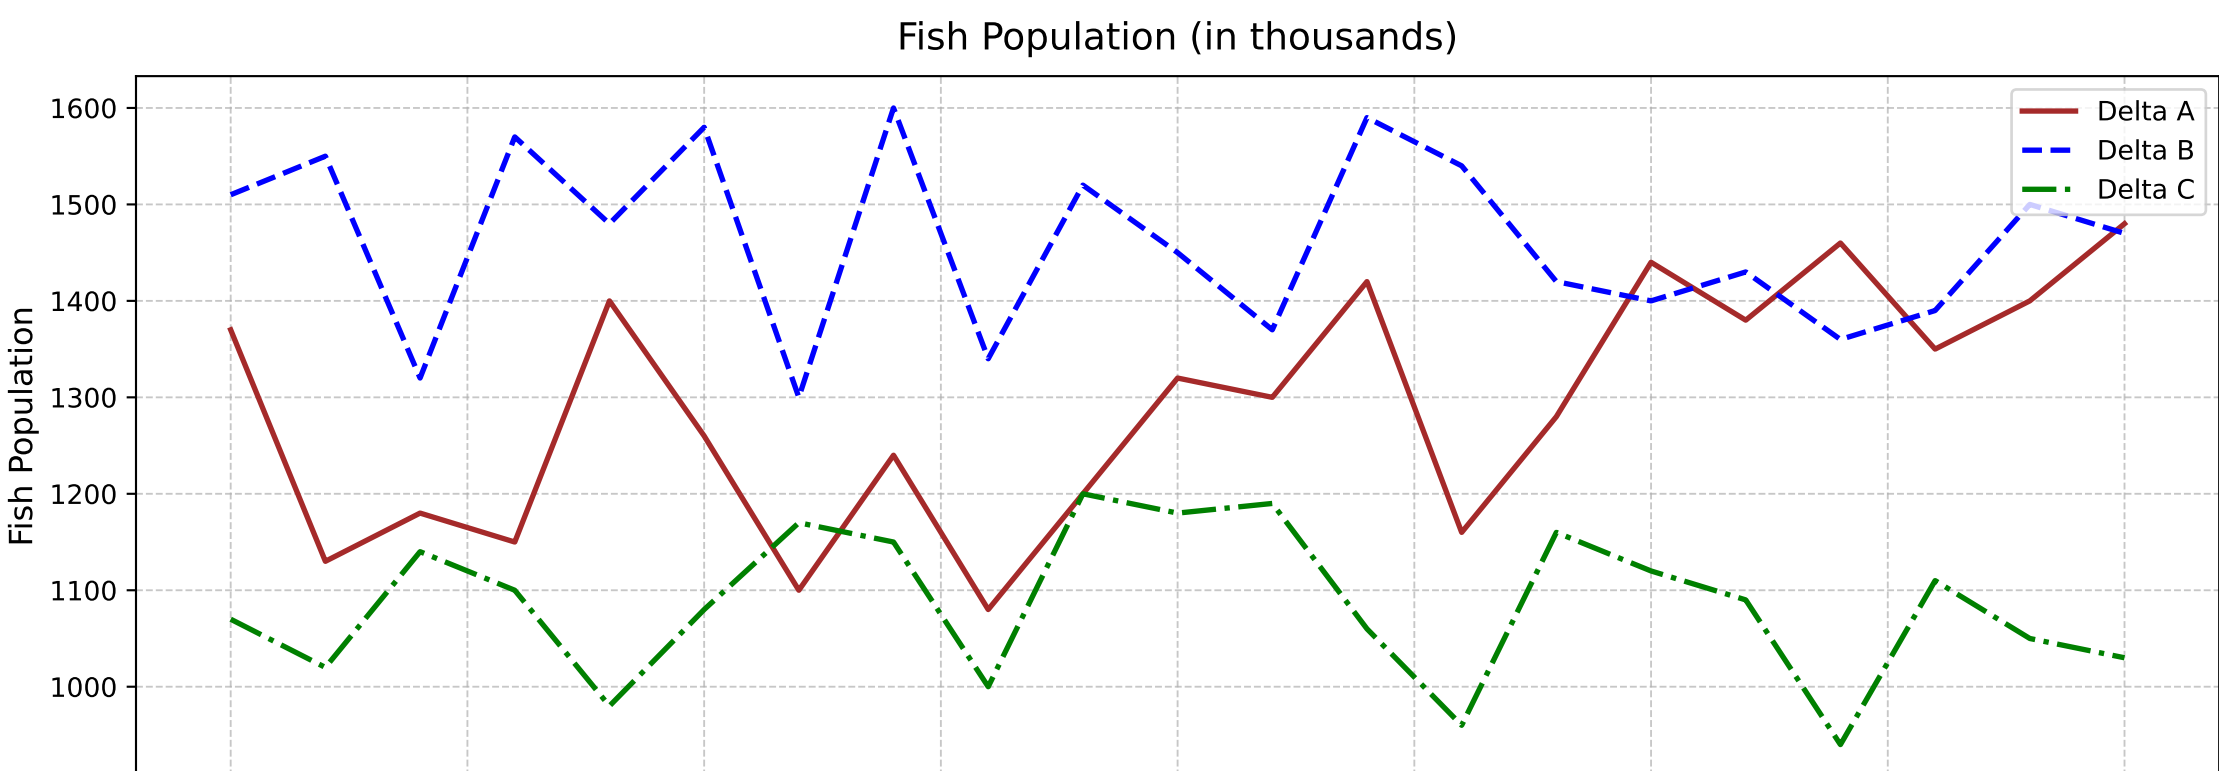 Fish Population (in thousands)
1600
1500
1400
1300
1200
1100
1000
Fish Population
Delta A
Delta B
Delta C